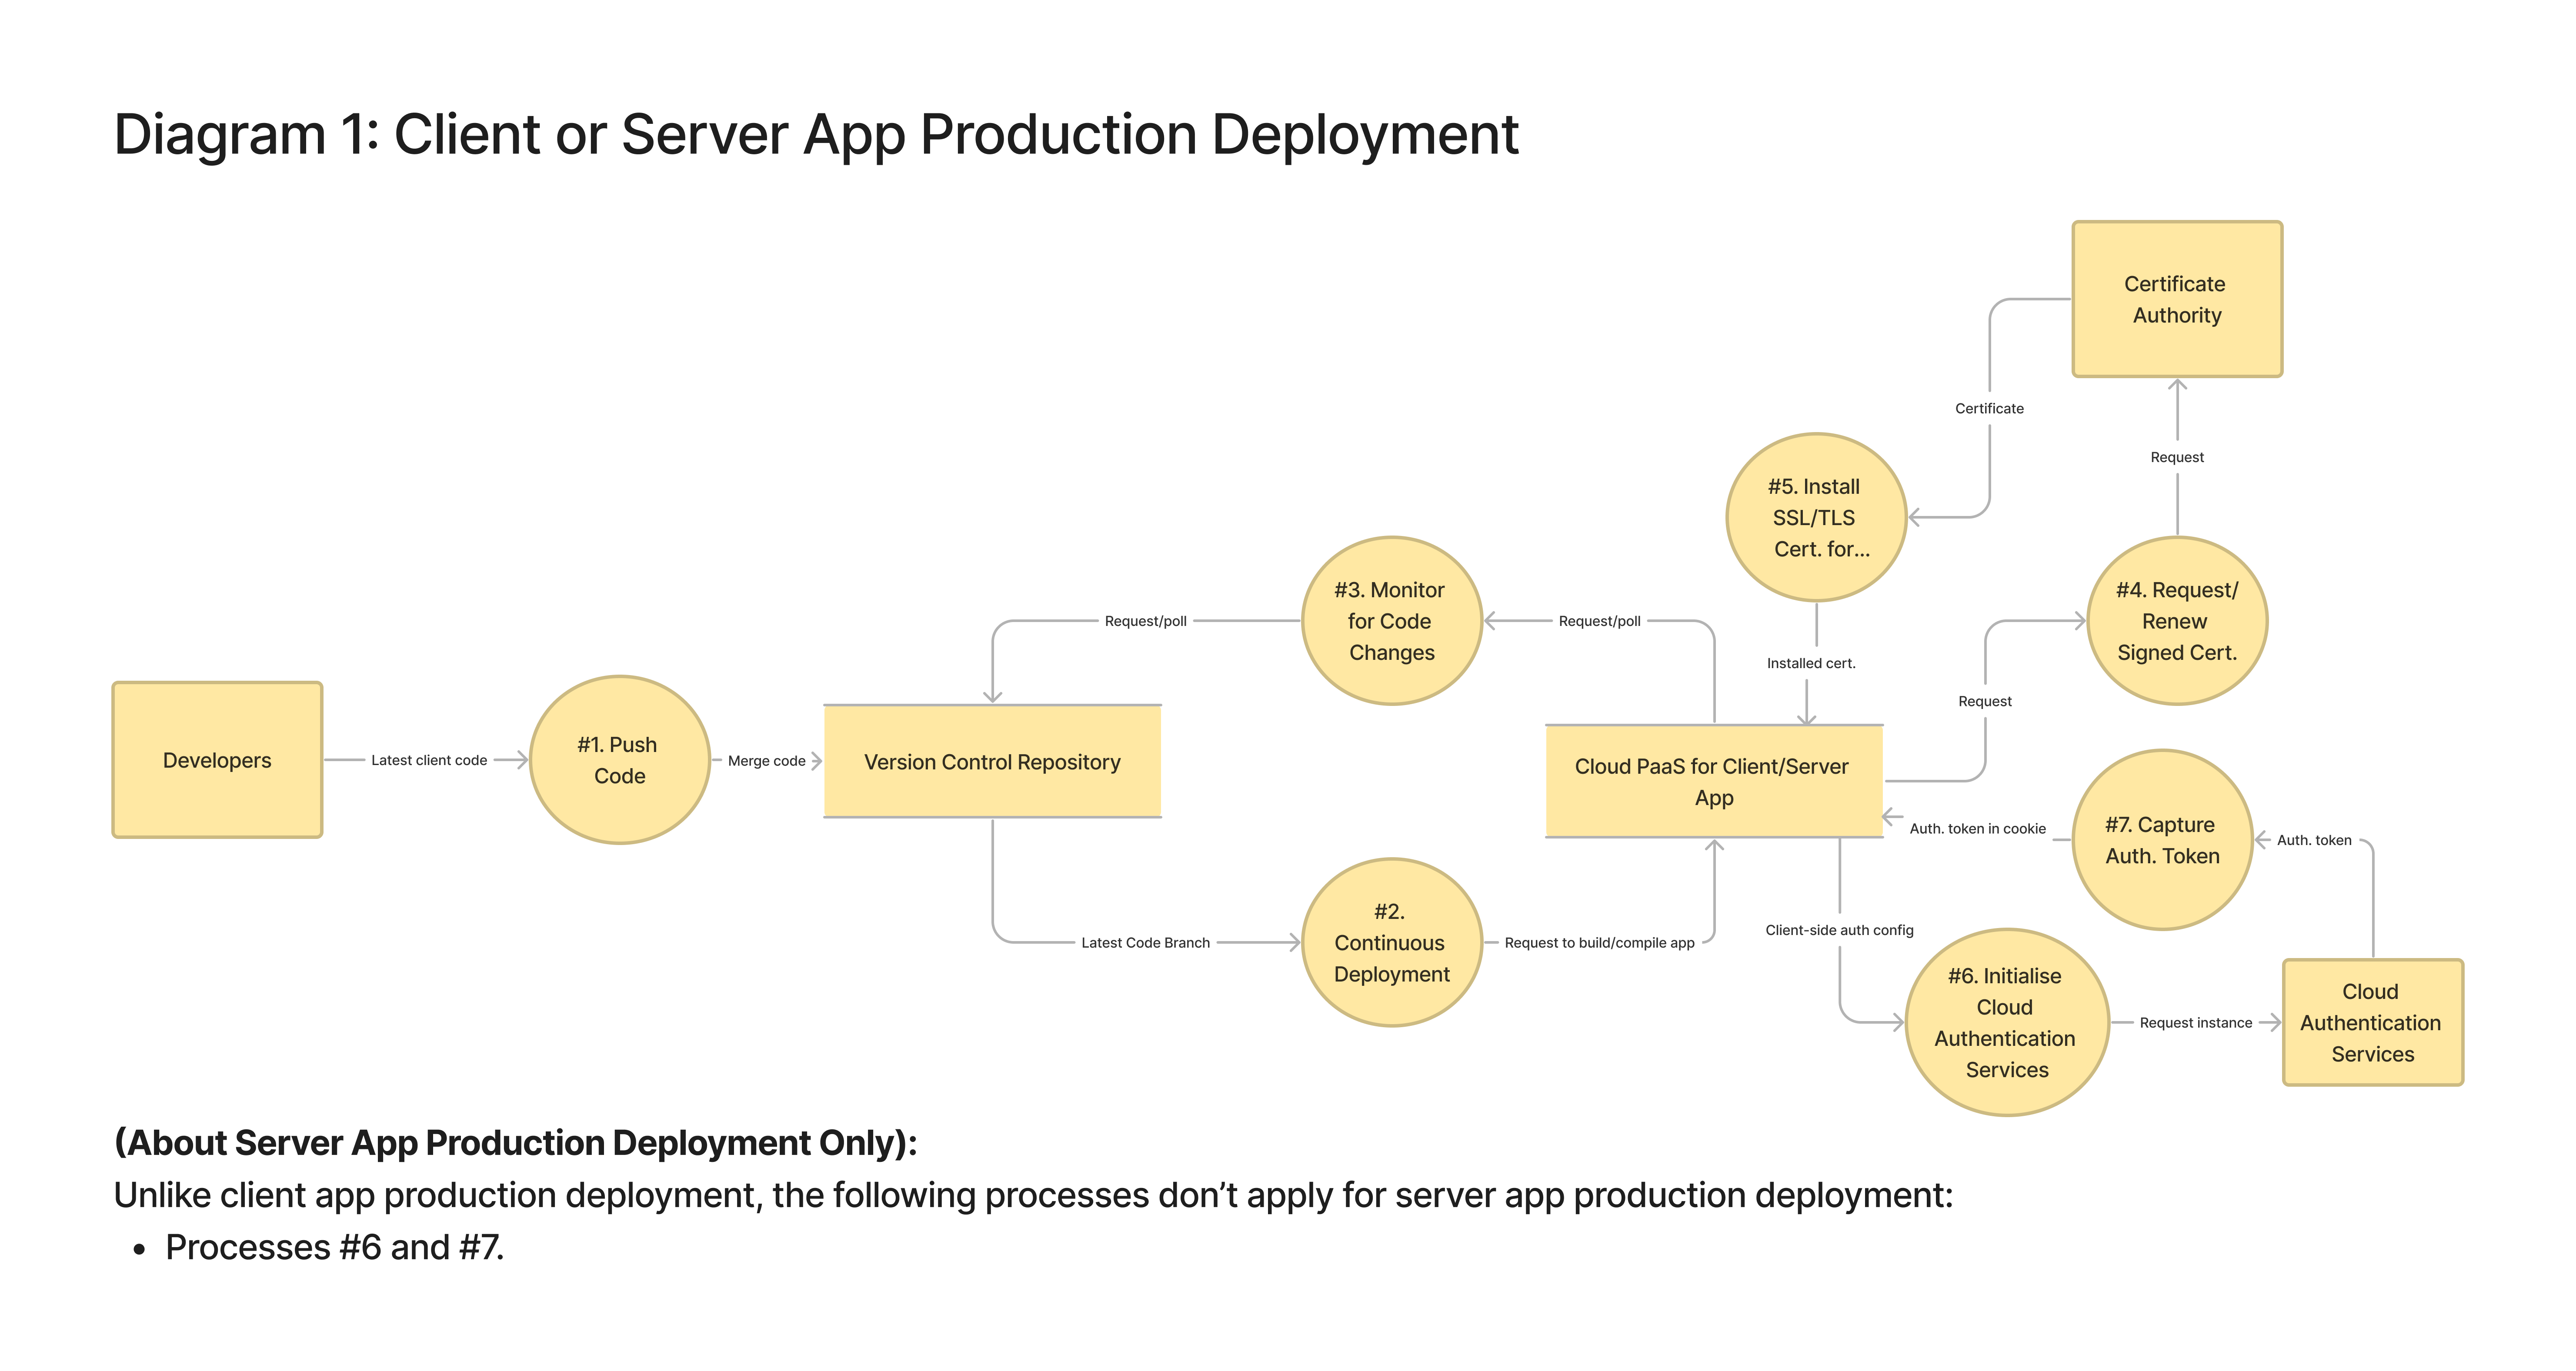 Diagram 1: Client or Server App Production Deployment
Certificate
Authority
Certificate
Request
#5. Install
SSL/TLS
Cert. for...
#3. Monitor
for Code
Changes
#4. Request/
Renew
Signed Cert.
Request/poll
Request/poll
Installed cert.
Request
Developers
Latest client code
#1. Push
Code
Merge code
Version Control Repository
Cloud PaaS for Client/Server
App
Auth. token in cookie
#7. Capture
Auth. Token
Auth. token
Latest Code Branch
#2.
Continuous
Deployment
Request to build/compile app
Client-side auth config
#6. Initialise
Cloud
Authentication
Services
Request instance
Cloud
Authentication
Services
(About Server App Production Deployment Only):
Unlike client app production deployment, the following processes don’t apply for server app production deployment:
• Processes #6 and #7.